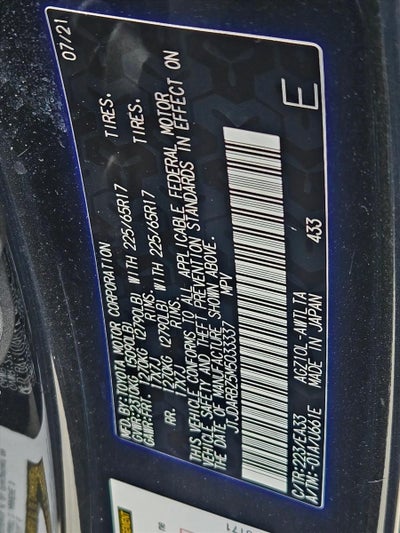 MFD.BY:TOYOTA MOTOR CORPORATION 07/21
GVWR:2310KG(5090LB)
GAWR-FRT. 1270KG (2800LB) WITH 225/65R17 TIRES,
17X7J RIMS,
RR. 1270KG (2800LB) WITH 225/65R17 TIRES,
17X7J RIMS,
THIS VEHICLE CONFORMS TO ALL APPLICABLE FEDERAL MOTOR
VEHICLE SAFETY AND THEFT PREVENTION STANDARDS IN EFFECT ON
THE DATE OF MANUFACTURE SHOWN ABOVE.
MPV
C/TR:223/EA33 AGZ10L-AWTLTA 433 E
A/TM:-01A/U661E MADE IN JAPAN